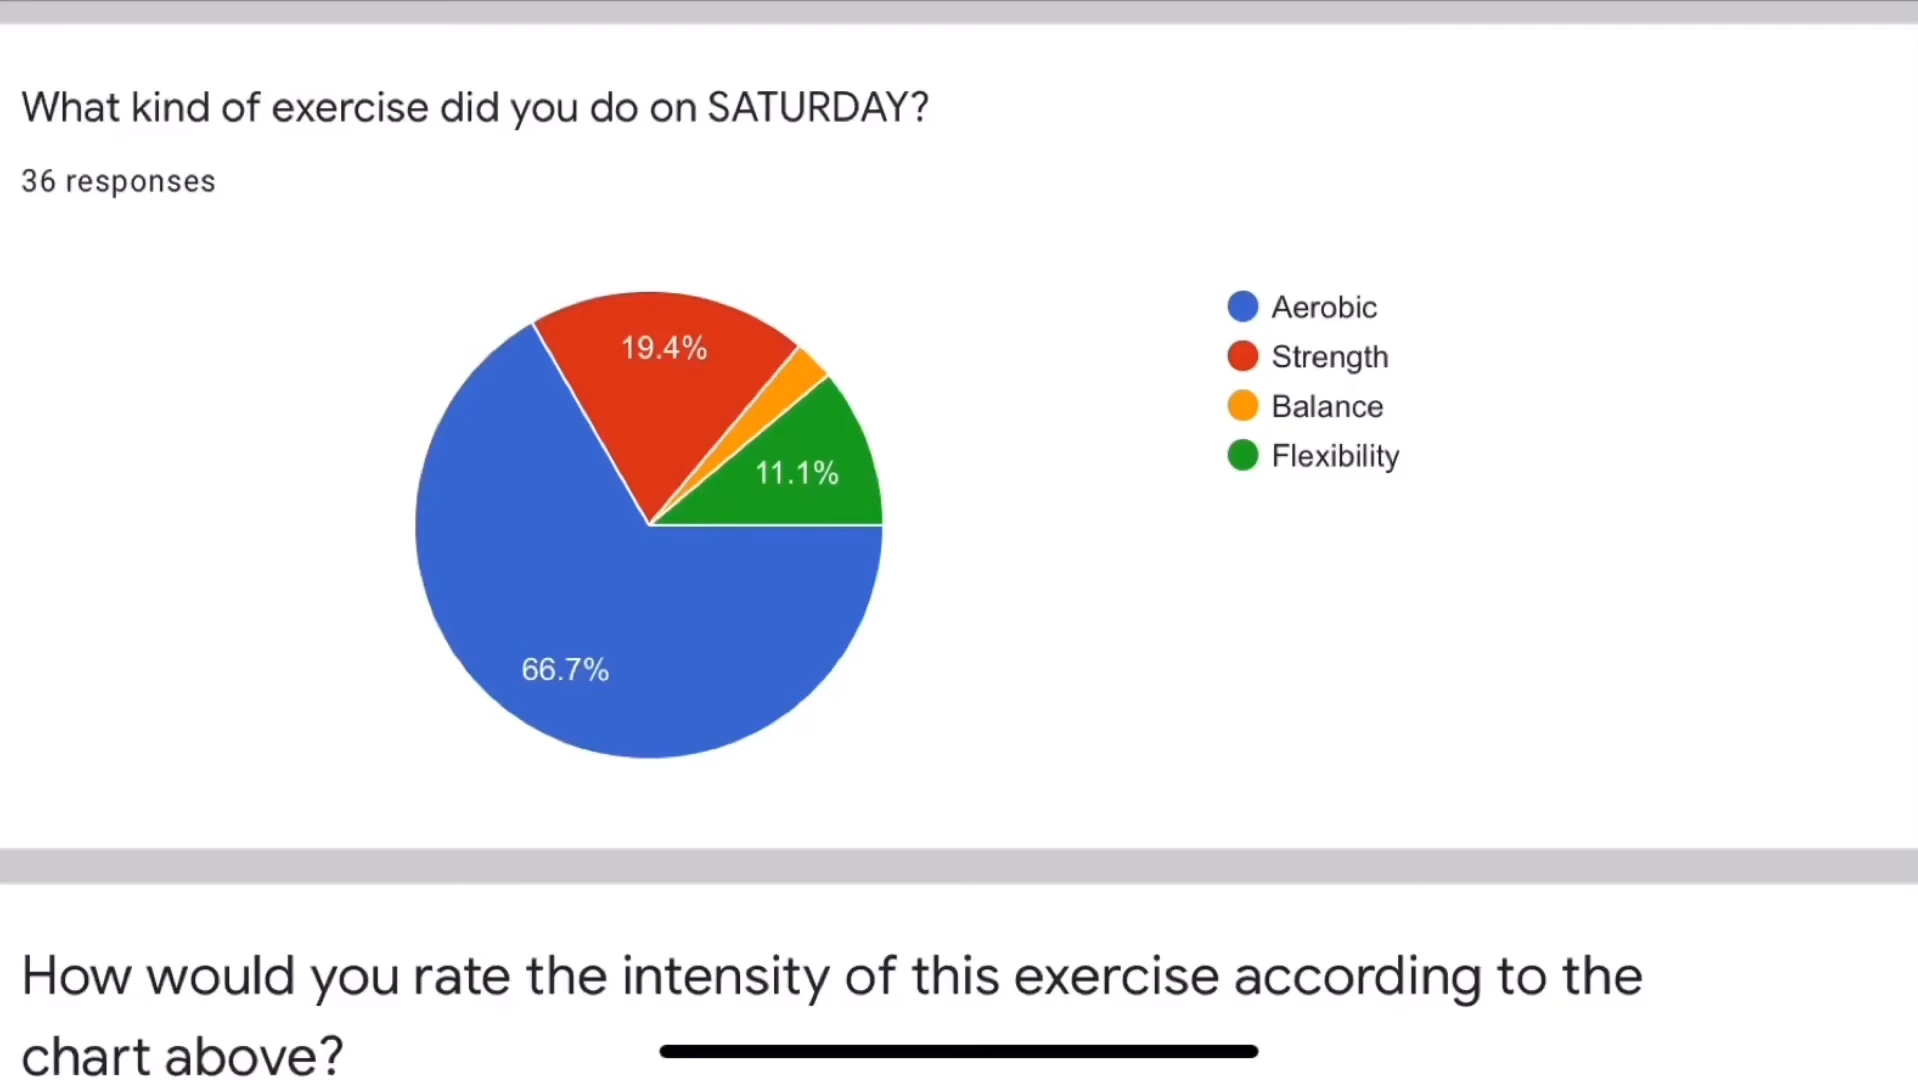 What kind of exercise did you do on SATURDAY?
36 responses
19.4%
11.1%
66.7%
Aerobic
Strength
Balance
Flexibility
How would you rate the intensity of this exercise according to the
chart above?